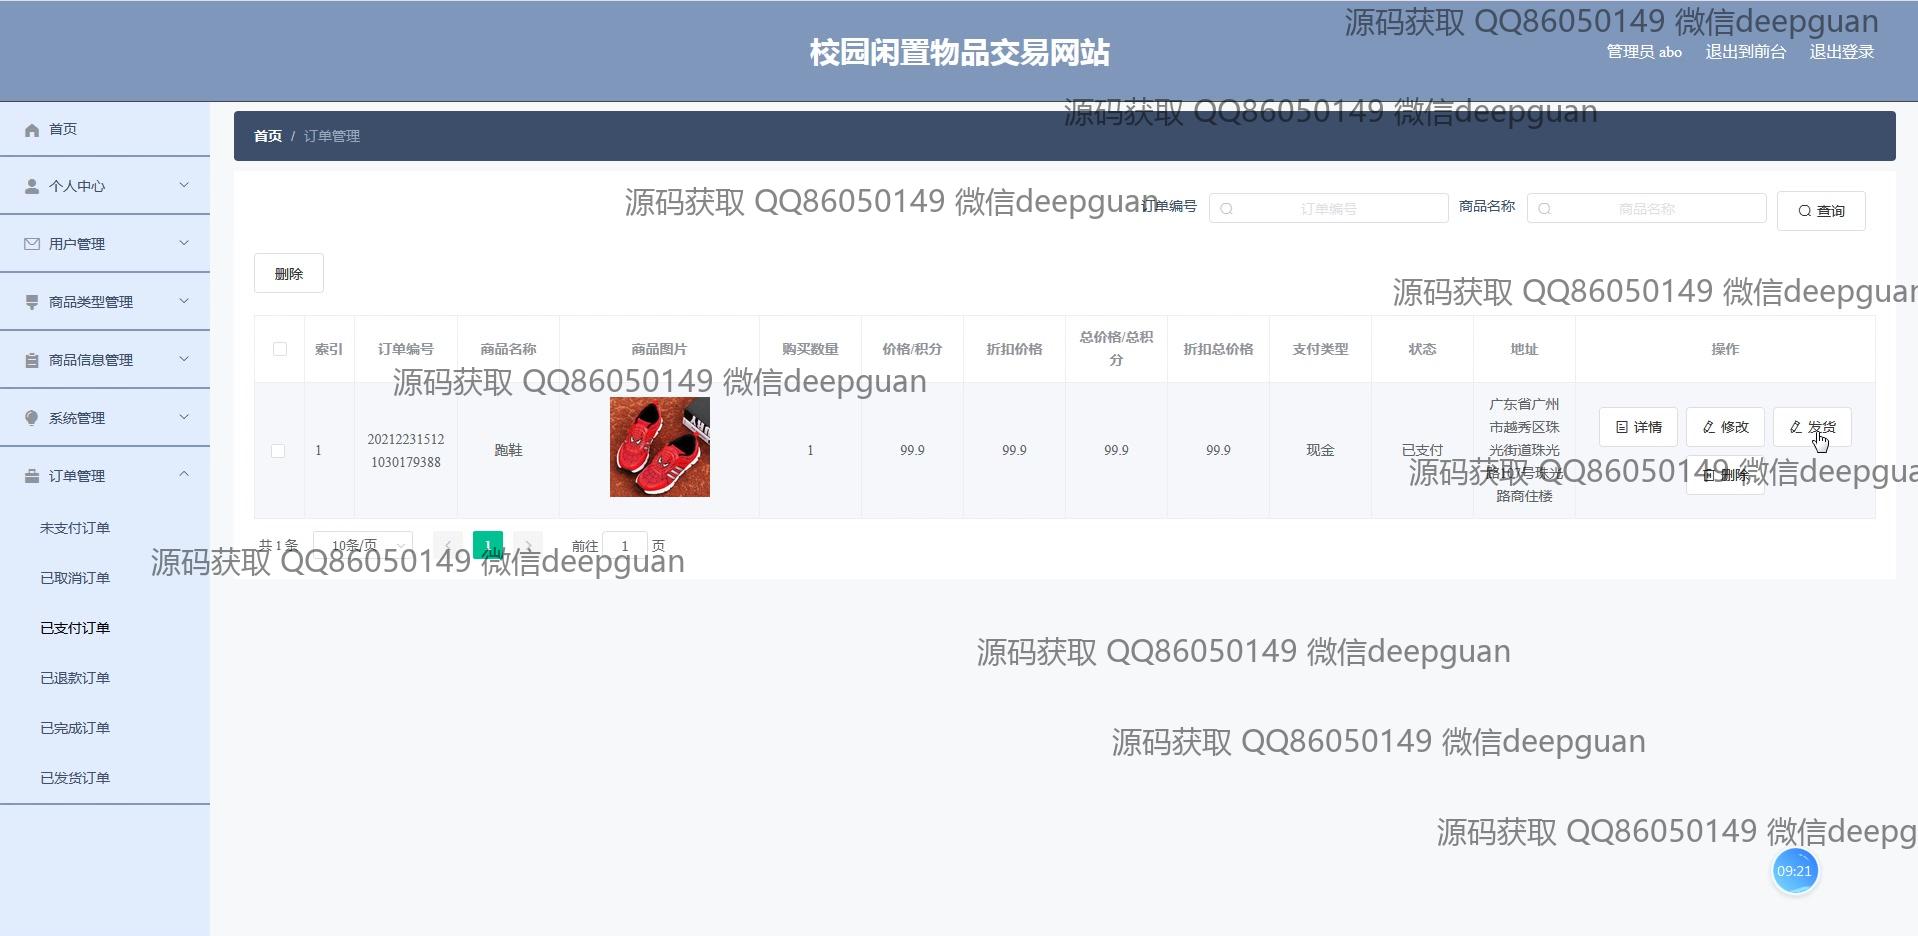 源码获取 QQ86050149 微信deepguan
校园闲置物品交易网站
管理员 abo 退出到前台 退出登录
源码获取 QQ86050149 微信deepguan
首页
首页 / 订单管理
个人中心
源码获取 QQ86050149 微信deepguan
订单编号 订单编号 商品名称 商品名称 查询
用户管理
删除
商品类型管理
源码获取 QQ86050149 微信deepguan
索引 订单编号 商品名称 商品图片 购买数量 价格/积分 折扣价格 总价格/总积 折扣总价格 支付类型 状态 地址 操作
分
商品信息管理
源码获取 QQ86050149 微信deepguan
系统管理
广东省广州
市越秀区珠
光街道珠光
路107号珠光
路商住楼
详情 修改 发货
20212231512
1030179388
1 跑鞋 1 99.9 99.9 99.9 99.9 现金 已支付
源码获取 QQ86050149 微信deepgua
删除
订单管理
未支付订单
共 1 条 10条/页 1 前往 1 页
源码获取 QQ86050149 微信deepguan
已取消订单
已支付订单
源码获取 QQ86050149 微信deepguan
已退款订单
已完成订单
源码获取 QQ86050149 微信deepguan
已发货订单
源码获取 QQ86050149 微信deepg
09:21